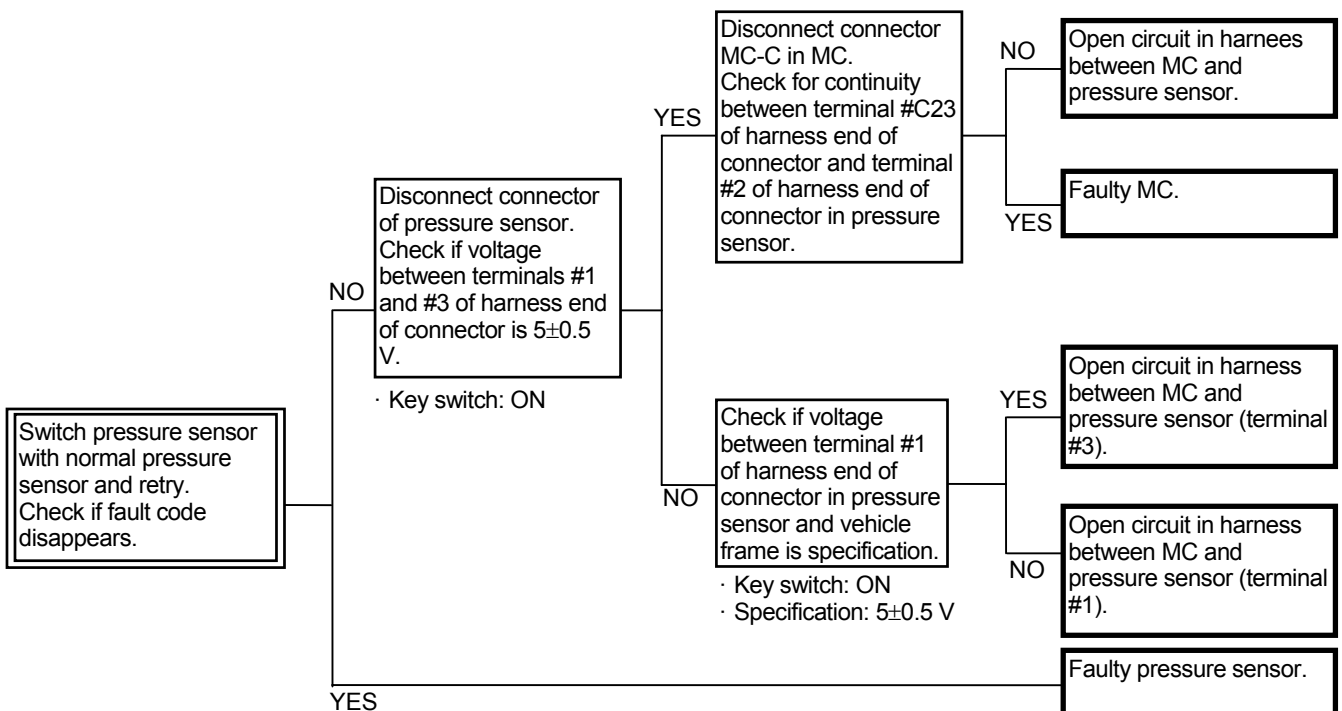 Switch pressure sensor
with normal pressure
sensor and retry.
Check if fault code
disappears.
NO
YES
Disconnect connector
of pressure sensor.
Check if voltage
between terminals #1
and #3 of harness end
of connector is 5±0.5
V.
· Key switch: ON
YES
NO
Disconnect connector
MC-C in MC.
Check for continuity
between terminal #C23
of harness end of
connector and terminal
#2 of harness end of
connector in pressure
sensor.
NO
YES
Open circuit in harnees
between MC and
pressure sensor.
Faulty MC.
Check if voltage
between terminal #1
of harness end of
connector in pressure
sensor and vehicle
frame is specification.
· Key switch: ON
· Specification: 5±0.5 V
YES
NO
Open circuit in harness
between MC and
pressure sensor (terminal
#3).
Open circuit in harness
between MC and
pressure sensor (terminal
#1).
Faulty pressure sensor.